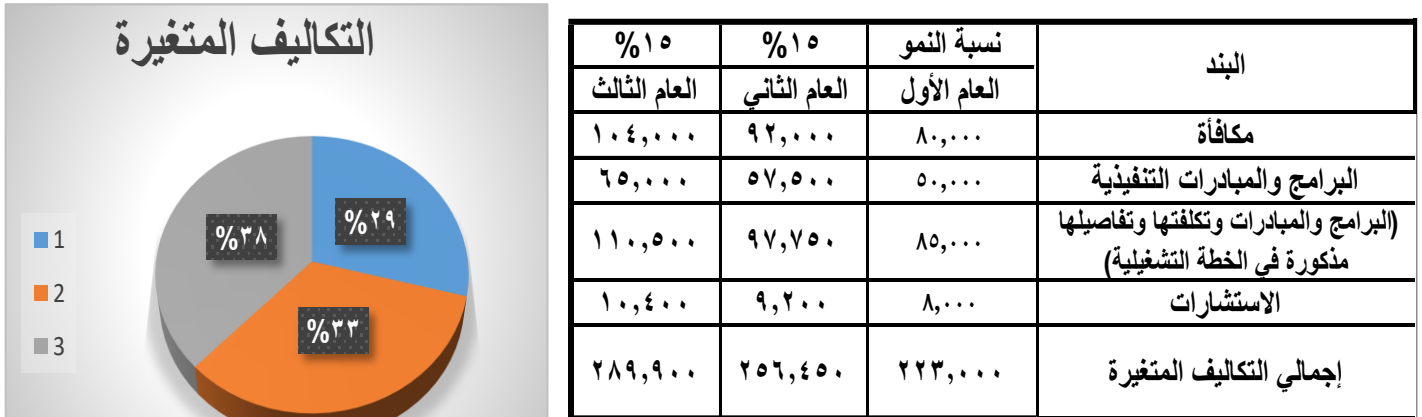 التكاليف المتغيرة
%٢٩
%٣٣
%٣٨
1
2
3
البند نسبة النمو %١٥ %١٥
العام الأول العام الثاني العام الثالث
مكافأة ٨٠,٠٠٠ ٩٢,٠٠٠ ١٠٤,٠٠٠
البرامج والمبادرات التنفيذية ٥٠,٠٠٠ ٥٧,٥٠٠ ٦٥,٠٠٠
(البرامج والمبادرات وتكلفتها وتفاصيلها
مذكورة في الخطة التشغيلية) ٨٥,٠٠٠ ٩٧,٧٥٠ ١١٠,٥٠٠
الاستشارات ٨,٠٠٠ ٩,٢٠٠ ١٠,٤٠٠
إجمالي التكاليف المتغيرة ٢٢٣,٠٠٠ ٢٥٦,٤٥٠ ٢٨٩,٩٠٠